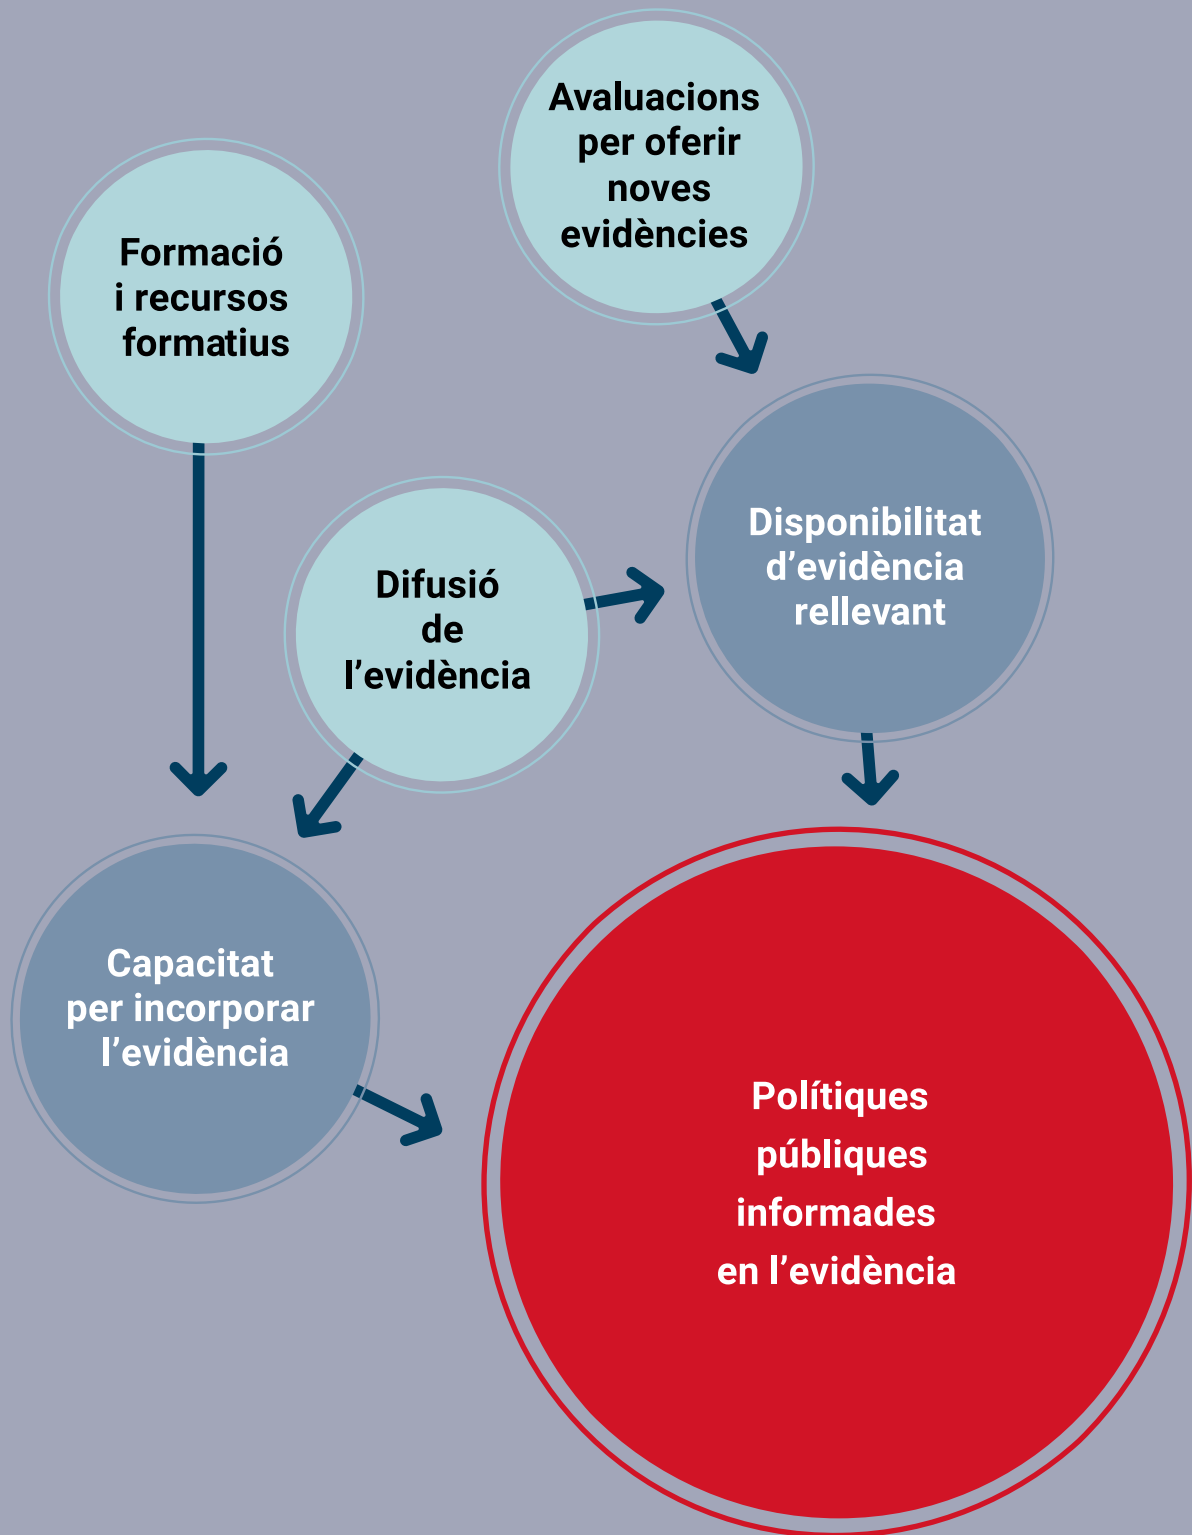 Avaluacions
per oferir
noves
evidències
Formació
i recursos
formatius
Disponibilitat
d’evidència
rellevant
Difusió
de
l’evidència
Capacitat
per incorporar
l’evidència
Polítiques
públiques
informades
en l’evidència